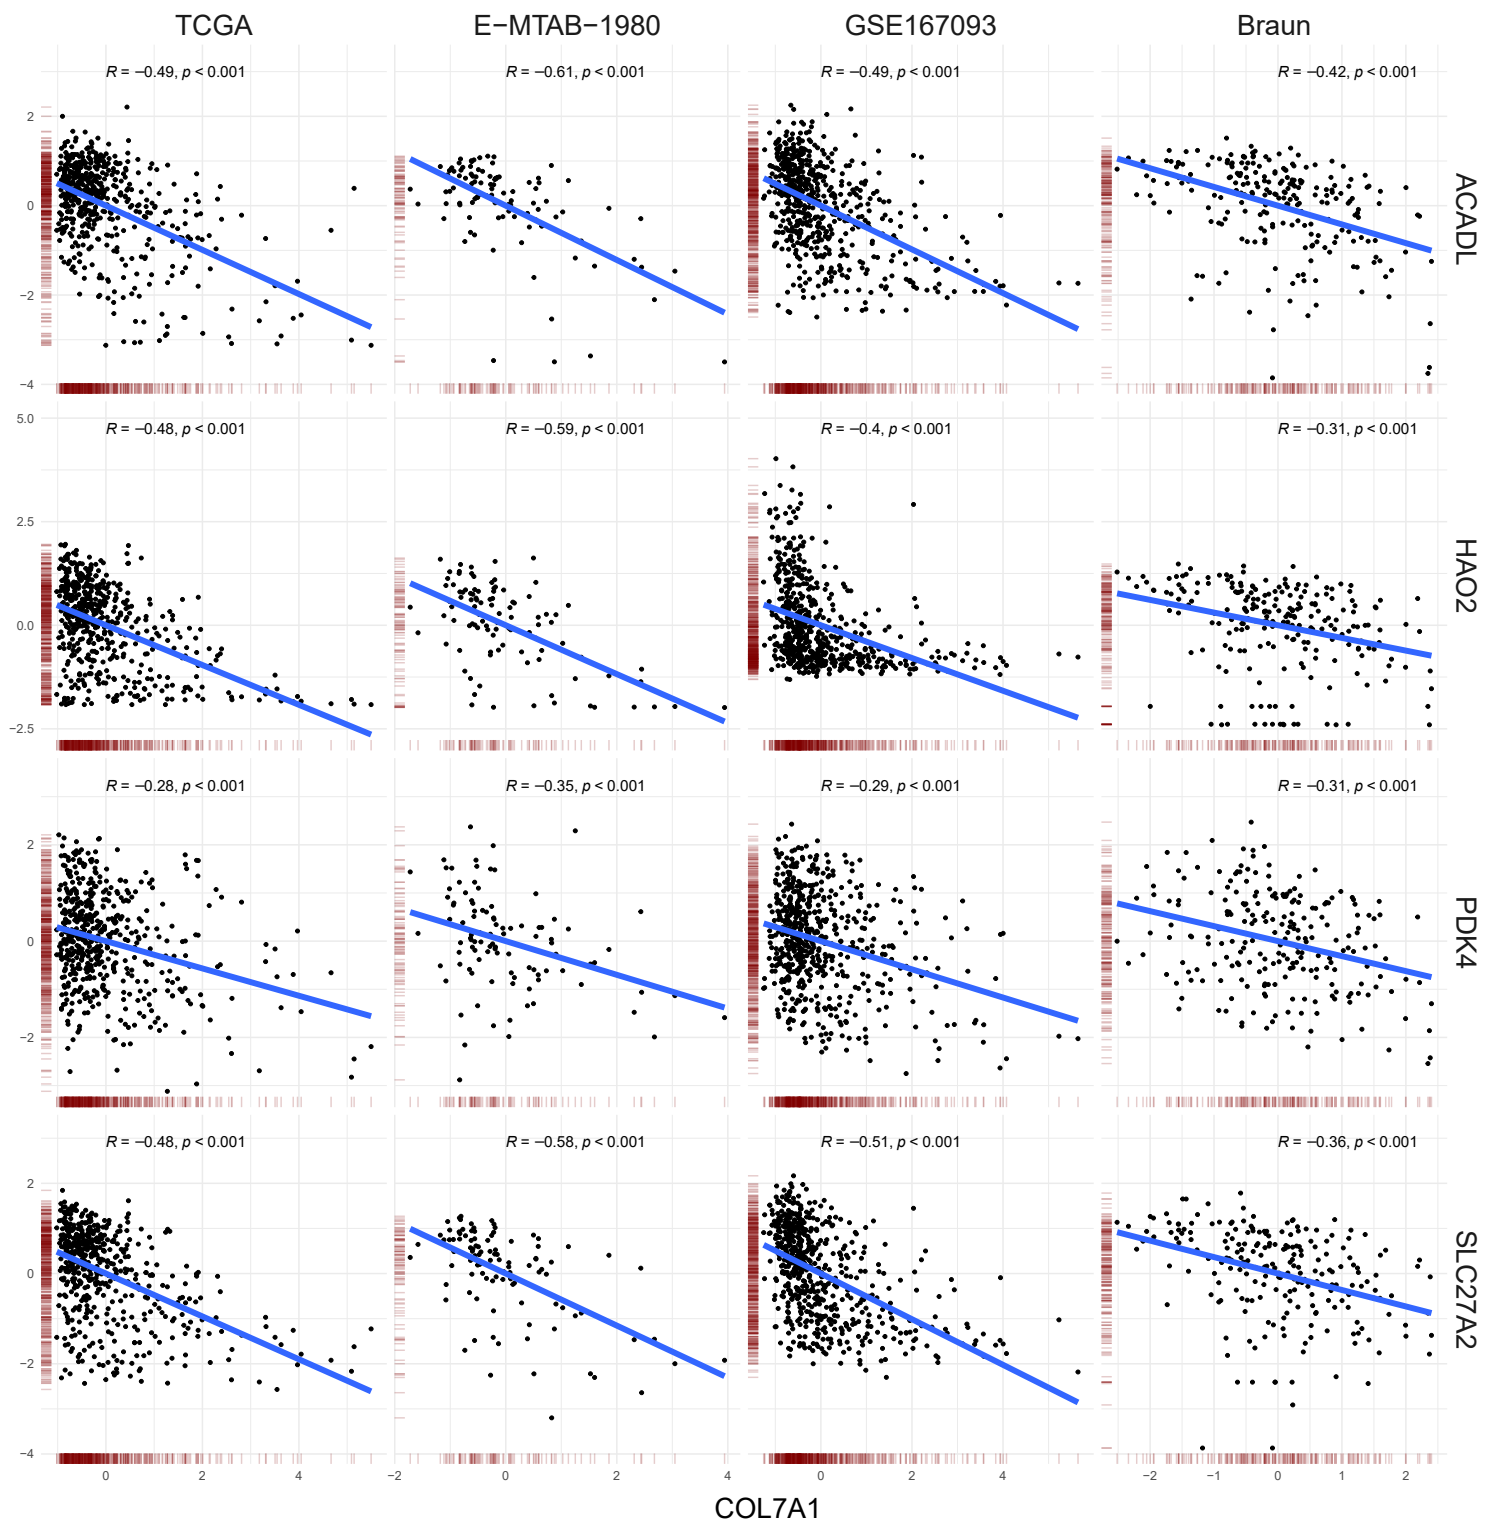 TCGA E−MTAB−1980 GSE167093 Braun
R = −0.49, p < 0.001 R = −0.61, p < 0.001 R = −0.49, p < 0.001 R = −0.42, p < 0.001
2
0
−2
−4
ACADL
5.0
R = −0.48, p < 0.001 R = −0.59, p < 0.001 R = −0.4, p < 0.001 R = −0.31, p < 0.001
2.5
0.0
−2.5
HAO2
R = −0.28, p < 0.001 R = −0.35, p < 0.001 R = −0.29, p < 0.001 R = −0.31, p < 0.001
2
0
−2
PDK4
R = −0.48, p < 0.001 R = −0.58, p < 0.001 R = −0.51, p < 0.001 R = −0.36, p < 0.001
2
0
−2
−4
SLC27A2
0 2 4 −2 0 2 4 0 2 4 −2 −1 0 1 2
COL7A1